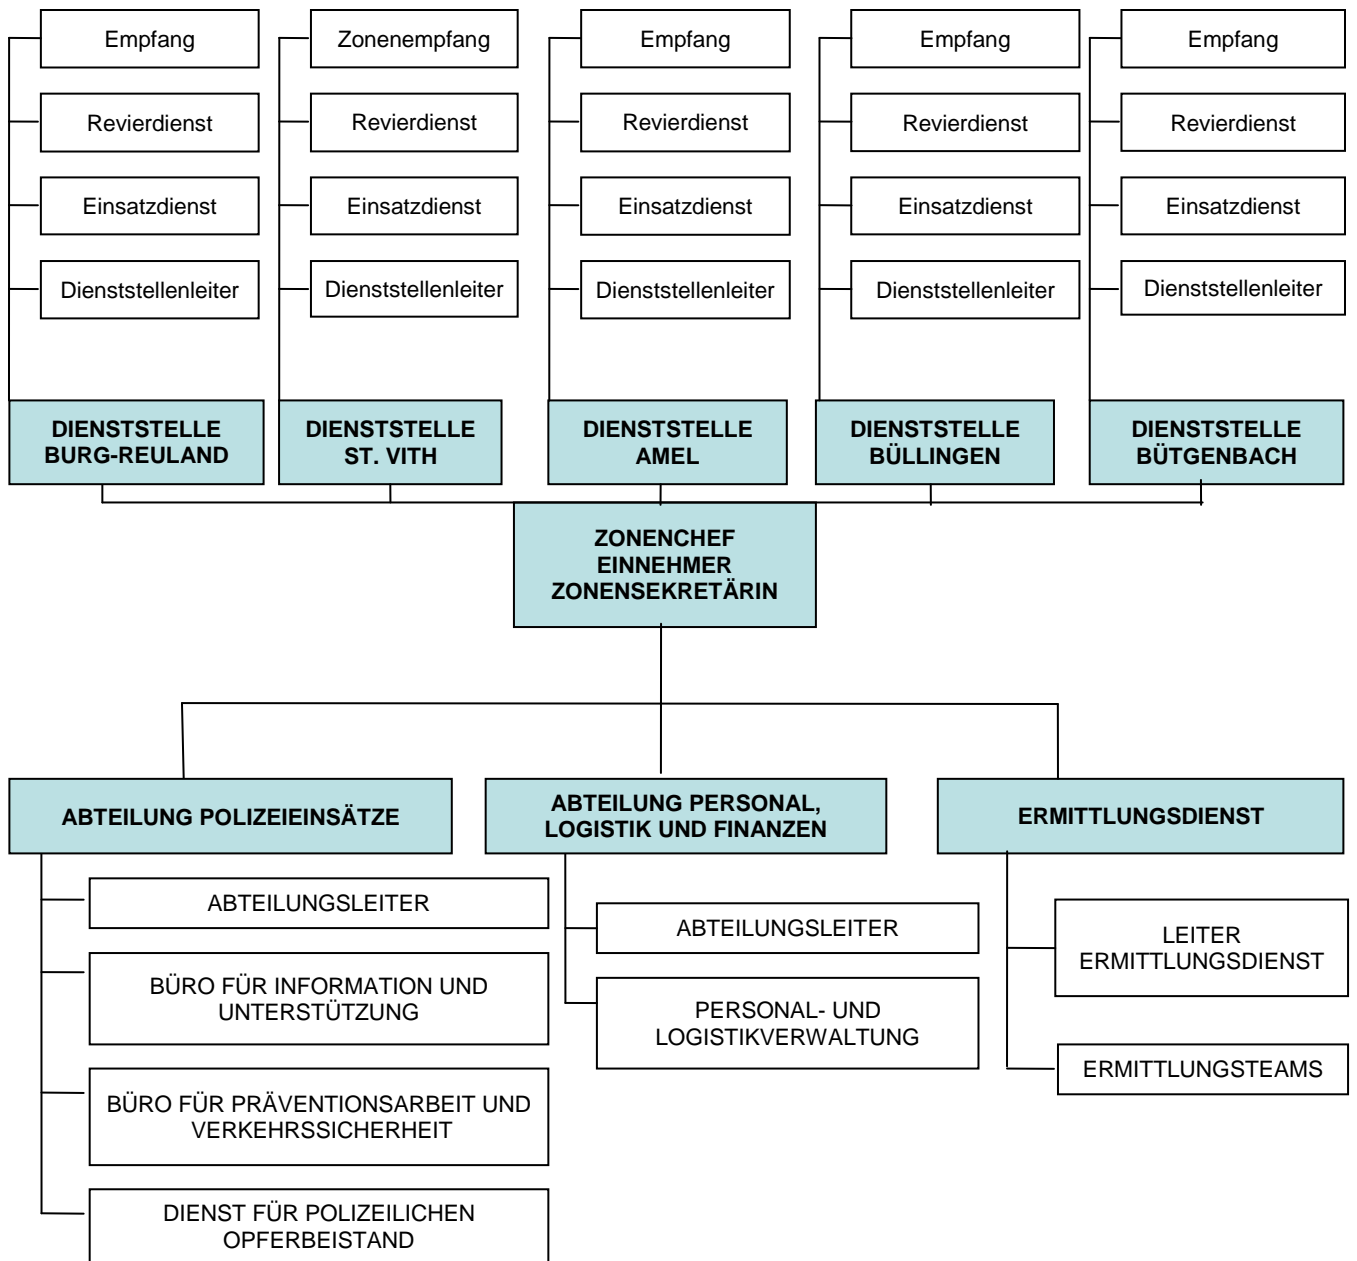 Empfang
Zonenempfang
Empfang
Empfang
Empfang
Revierdienst
Revierdienst
Revierdienst
Revierdienst
Revierdienst
Einsatzdienst
Einsatzdienst
Einsatzdienst
Einsatzdienst
Einsatzdienst
Dienststellenleiter
Dienststellenleiter
Dienststellenleiter
Dienststellenleiter
Dienststellenleiter
DIENSTSTELLE
BURG-REULAND
DIENSTSTELLE
ST. VITH
DIENSTSTELLE
AMEL
DIENSTSTELLE
BÜLLINGEN
DIENSTSTELLE
BÜTGENBACH
ZONENCHEF
EINNEHMER
ZONENSEKRETÄRIN
ABTEILUNG POLIZEIEINSÄTZE
ABTEILUNG PERSONAL,
LOGISTIK UND FINANZEN
ERMITTLUNGSDIENST
ABTEILUNGSLEITER
BÜRO FÜR INFORMATION UND
UNTERSTÜTZUNG
BÜRO FÜR PRÄVENTIONSARBEIT UND
VERKEHRSSICHERHEIT
DIENST FÜR POLIZEILICHEN
OPFERBEISTAND
ABTEILUNGSLEITER
PERSONAL- UND
LOGISTIKVERWALTUNG
LEITER
ERMITTLUNGSDIENST
ERMITTLUNGSTEAMS